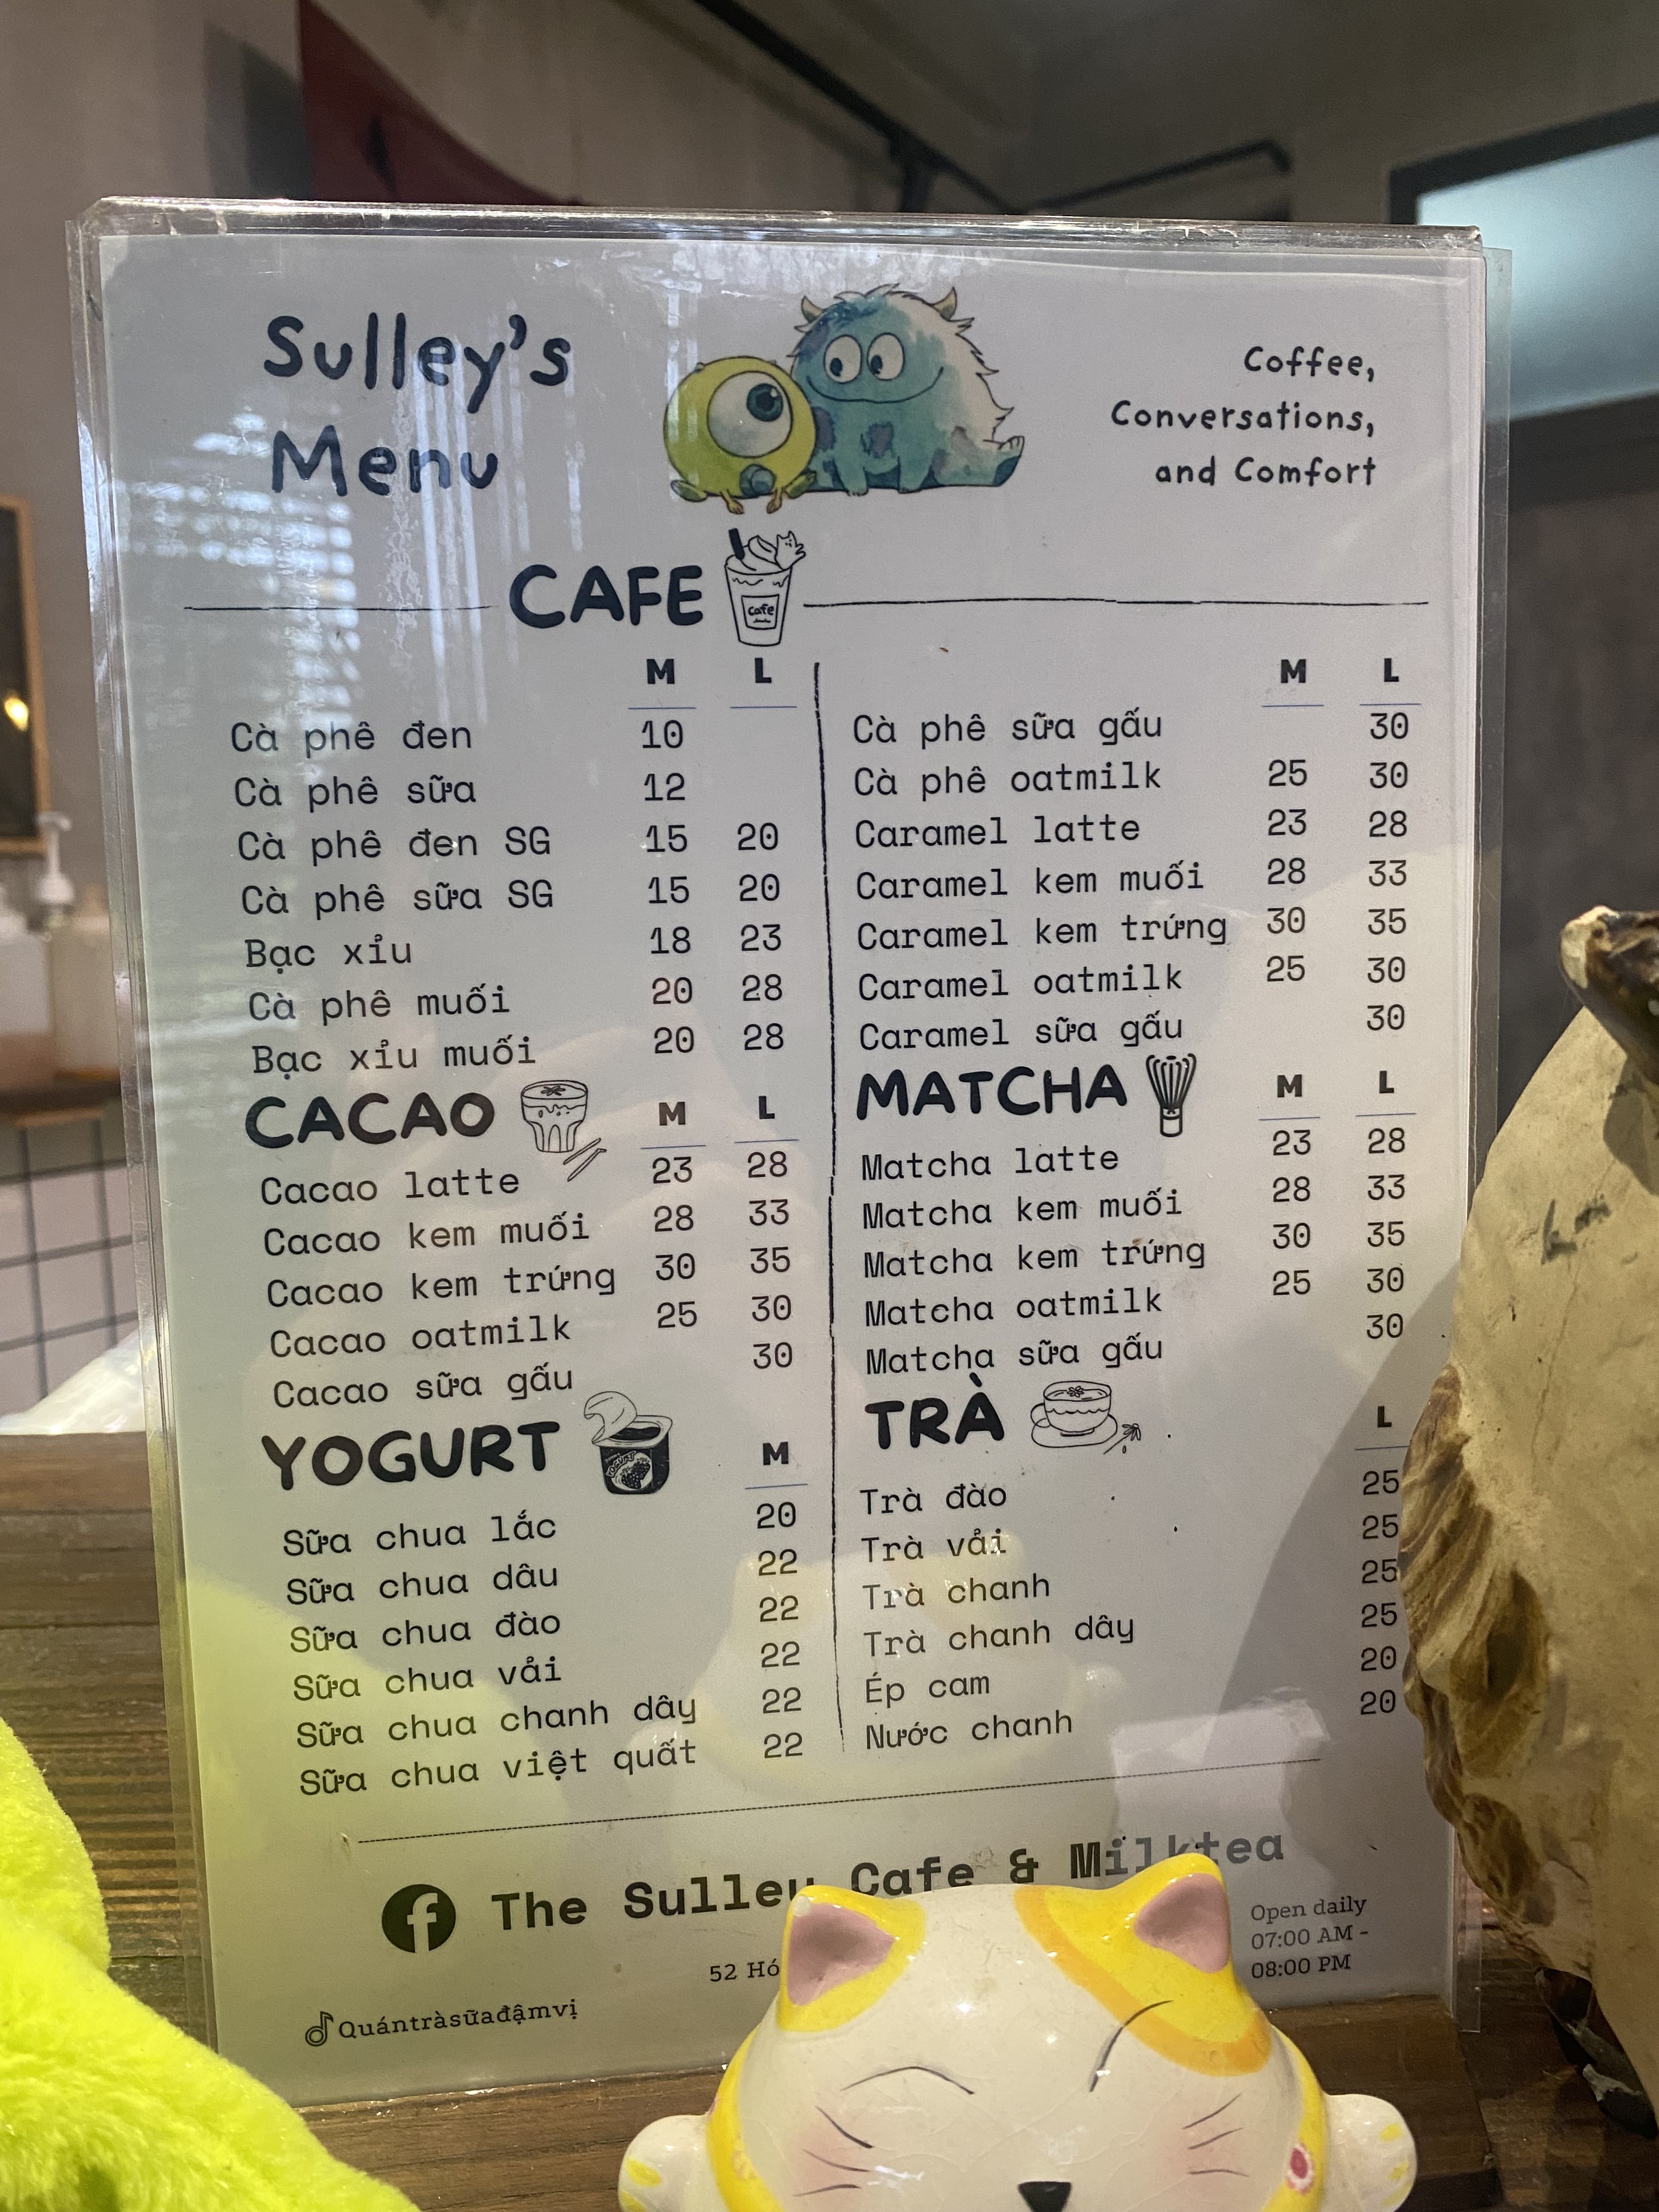 Sulley's
Menu
Coffee,
Conversations,
and Comfort
CAFE
cafe
M L
Cà phê đen 10
Cà phê sữa 12
Cà phê đen SG 15 20
Cà phê sữa SG 15 20
Bạc xỉu 18 23
Cà phê muối 20 28
Bạc xỉu muối 20 28
M L
Cà phê sữa gấu 30
Cà phê oatmilk 25 30
Caramel latte 23 28
Caramel kem muối 28 33
Caramel kem trứng 30 35
Caramel oatmilk 25 30
Caramel sữa gấu 30
CACAO M L
Cacao latte 23 28
Cacao kem muối 28 33
Cacao kem trứng 30 35
Cacao oatmilk 25 30
Cacao sữa gấu 30
MATCHA M L
Matcha latte 23 28
Matcha kem muối 28 33
Matcha kem trứng 30 35
Matcha oatmilk 25 30
Matcha sữa gấu 30
YOGURT M
Sữa chua lắc 20
Sữa chua dâu 22
Sữa chua đào 22
Sữa chua vải 22
Sữa chua chanh dây 22
Sữa chua việt quất 22
TRÀ L
Trà đào 25
Trà vải 25
Trà chanh 25
Trà chanh dây 25
Ép cam 20
Nước chanh 20
The Sulley Cafe & Milktea
52
Open daily
07:00 AM -
08:00 PM
Quántràsữađậmvị